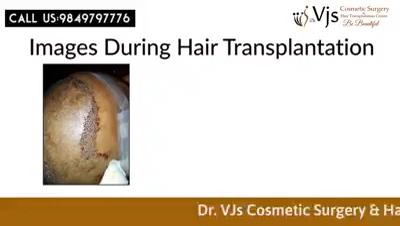 CALL US:9849797776
Vjs
Cosmetic Surgery
Hair Transplantation Centre
Be Beautiful
Images During Hair Transplantation
Dr. VJs Cosmetic Surgery & Ha